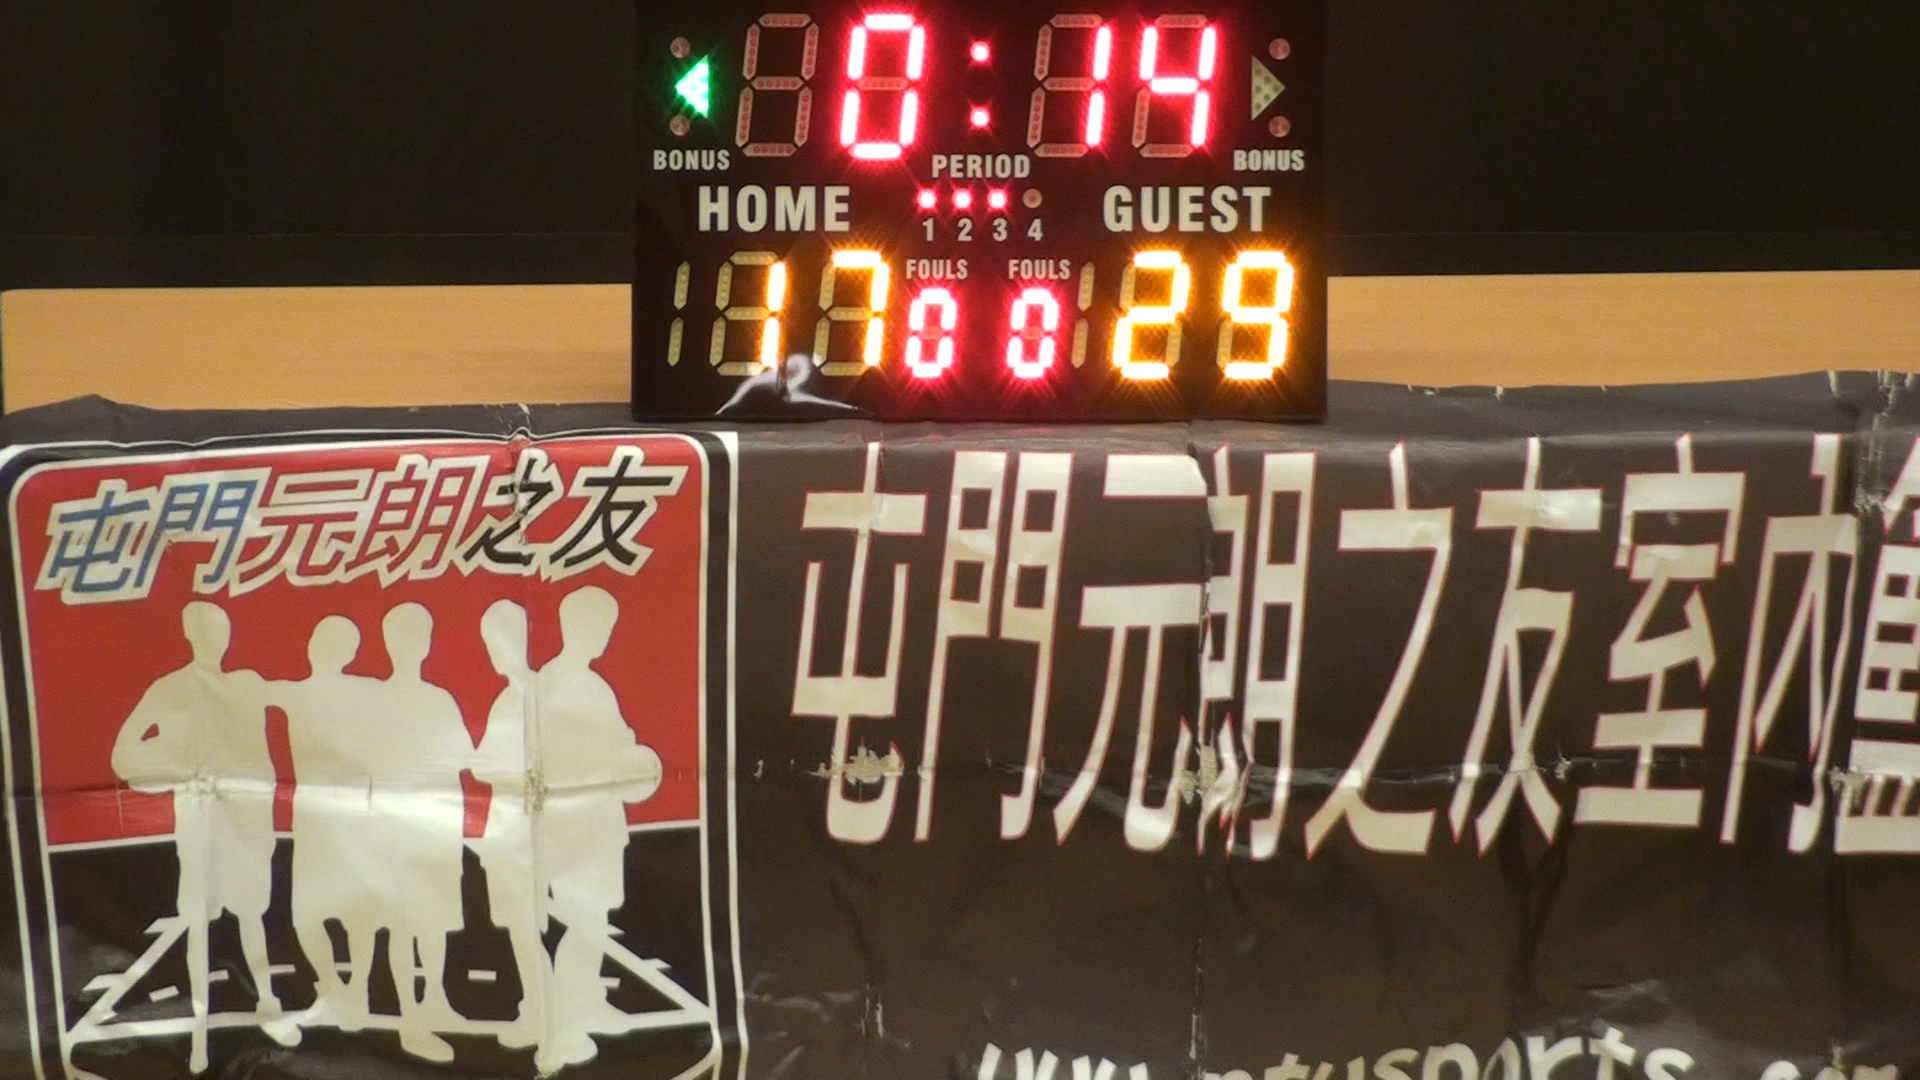 0:14
BONUS PERIOD BONUS
HOME GUEST
1 2 3 4
FOULS FOULS
17 0 0 29
屯門元朗之友
屯門元朗之友室內